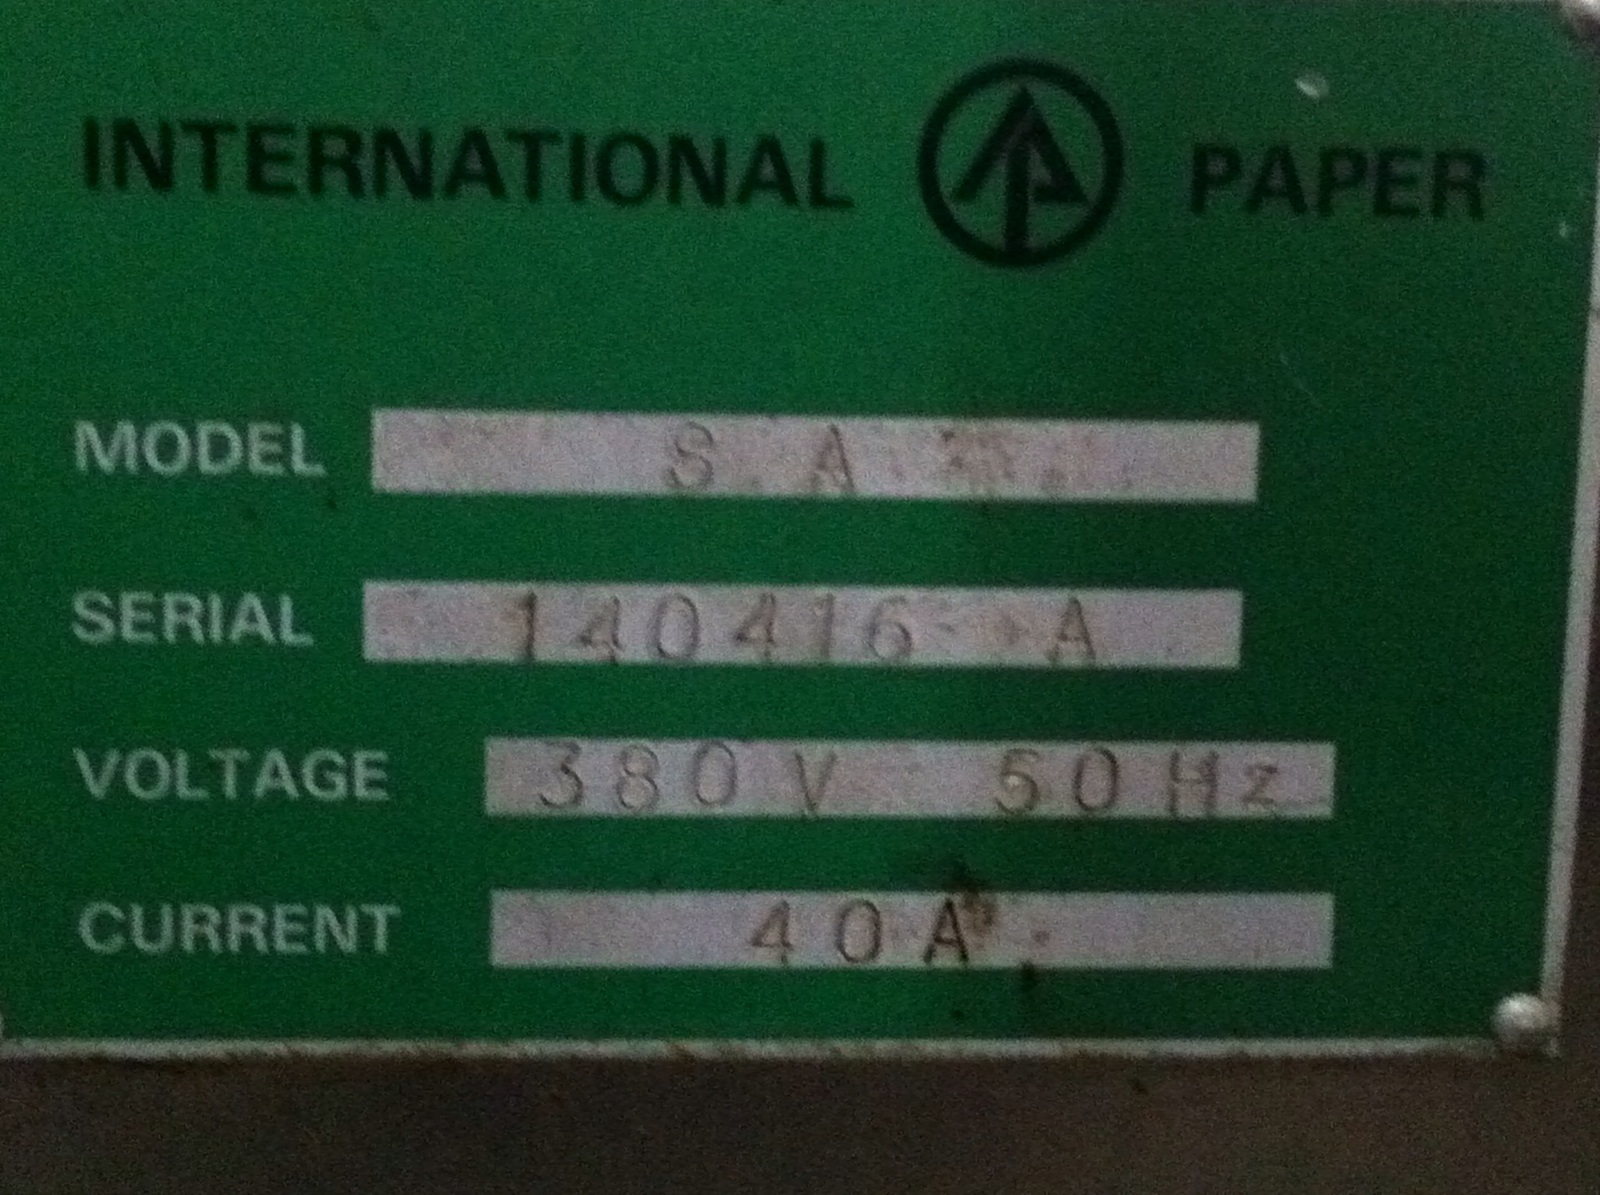 INTERNATIONAL PAPER
MODEL S A
SERIAL 140416 A
VOLTAGE 380 V 50 Hz
CURRENT 40 A